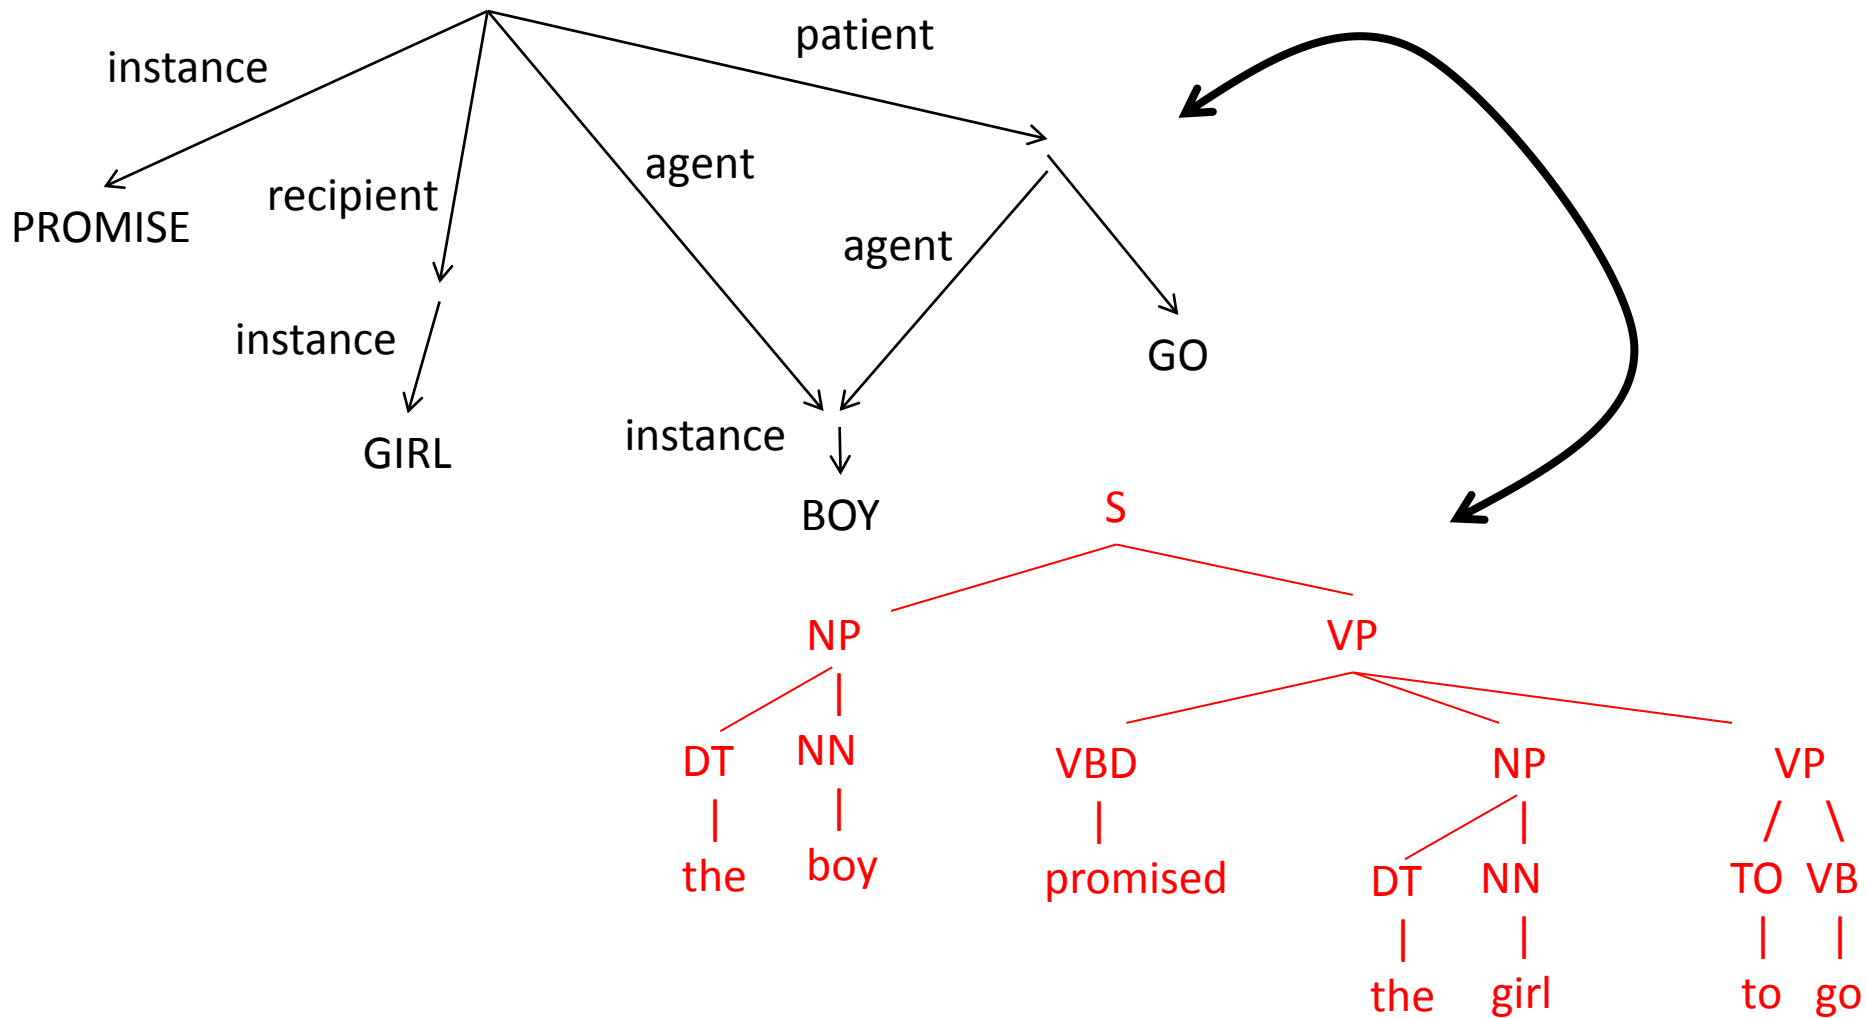 patient
instance
agent
recipient
PROMISE
agent
instance
GO
instance
GIRL
BOY
S
NP VP
DT NN VBD NP VP
| | | | / \
the boy promised DT NN TO VB
| | | |
the girl to go